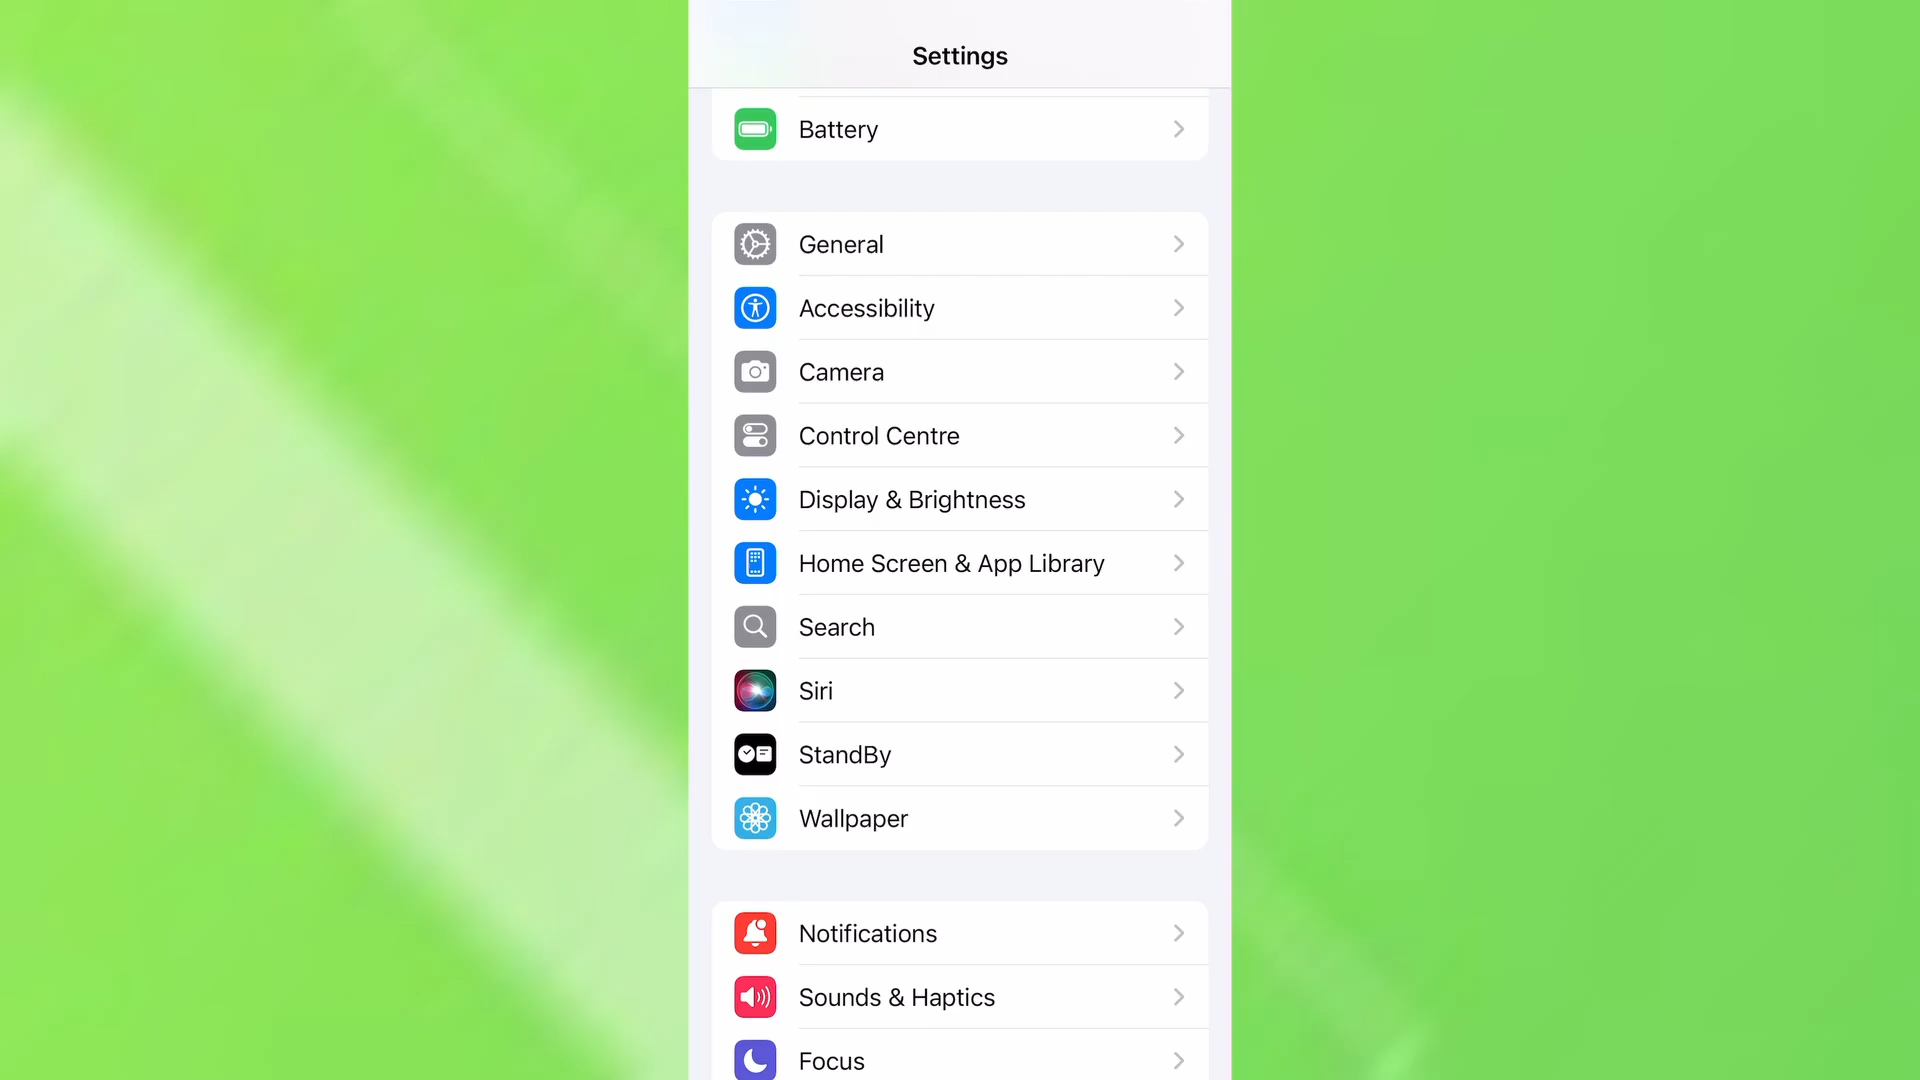 Settings
Battery
General
Accessibility
Camera
Control Centre
Display & Brightness
Home Screen & App Library
Search
Siri
StandBy
Wallpaper
Notifications
Sounds & Haptics
Focus